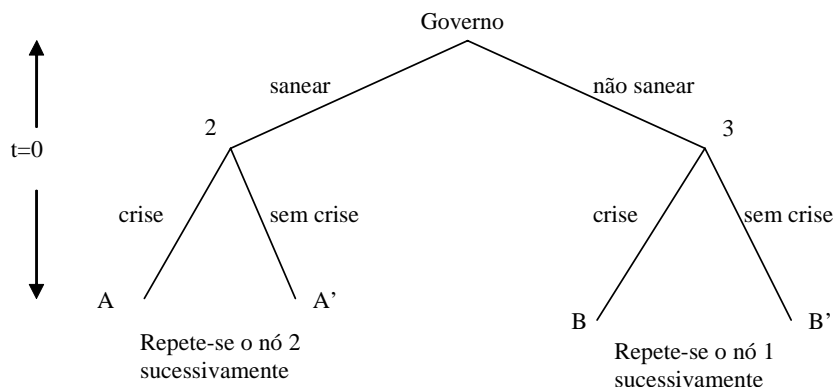 Governo
sanear
não sanear
2
3
t=0
crise
sem crise
crise
sem crise
A
A’
B
B’
Repete-se o nó 2
sucessivamente
Repete-se o nó 1
sucessivamente